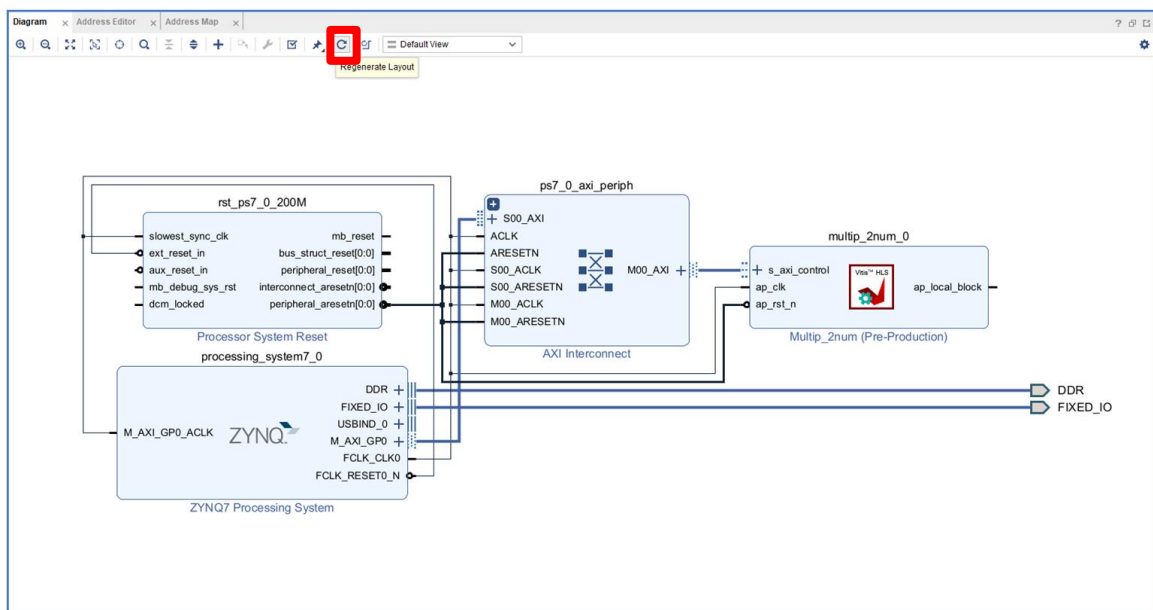 Diagram × Address Editor × Address Map ×
?
Default View
Regenerate Layout
rst_ps7_0_200M
slowest_sync_clk
ext_reset_in
aux_reset_in
mb_debug_sys_rst
dcm_locked
mb_reset
bus_struct_reset[0:0]
peripheral_reset[0:0]
interconnect_aresetn[0:0]
peripheral_aresetn[0:0]
Processor System Reset
ps7_0_axi_periph
S00_AXI
ACLK
ARESETN
S00_ACLK
S00_ARESETN
M00_ACLK
M00_ARESETN
M00_AXI
AXI Interconnect
multip_2num_0
s_axi_control
ap_clk
ap_rst_n
Vitis™ HLS
ap_local_block
Multip_2num (Pre-Production)
processing_system7_0
M_AXI_GP0_ACLK
ZYNQ
DDR
FIXED_IO
USBIND_0
M_AXI_GP0
FCLK_CLK0
FCLK_RESET0_N
ZYNQ7 Processing System
DDR
FIXED_IO